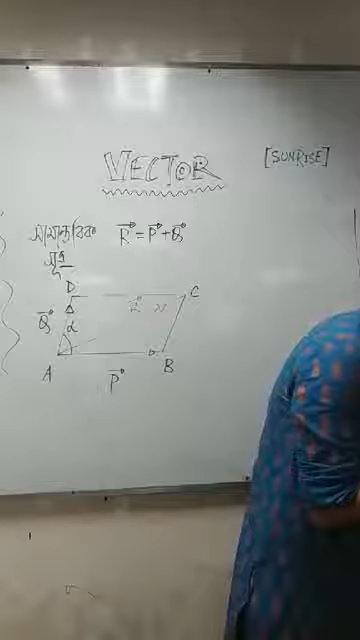 VECTOR
[SUNRISE]
সামান্তরিক R⃗ = P⃗ + Q⃗
সূত্র
D
C
R⃗
Q⃗
α
A
B
P⃗